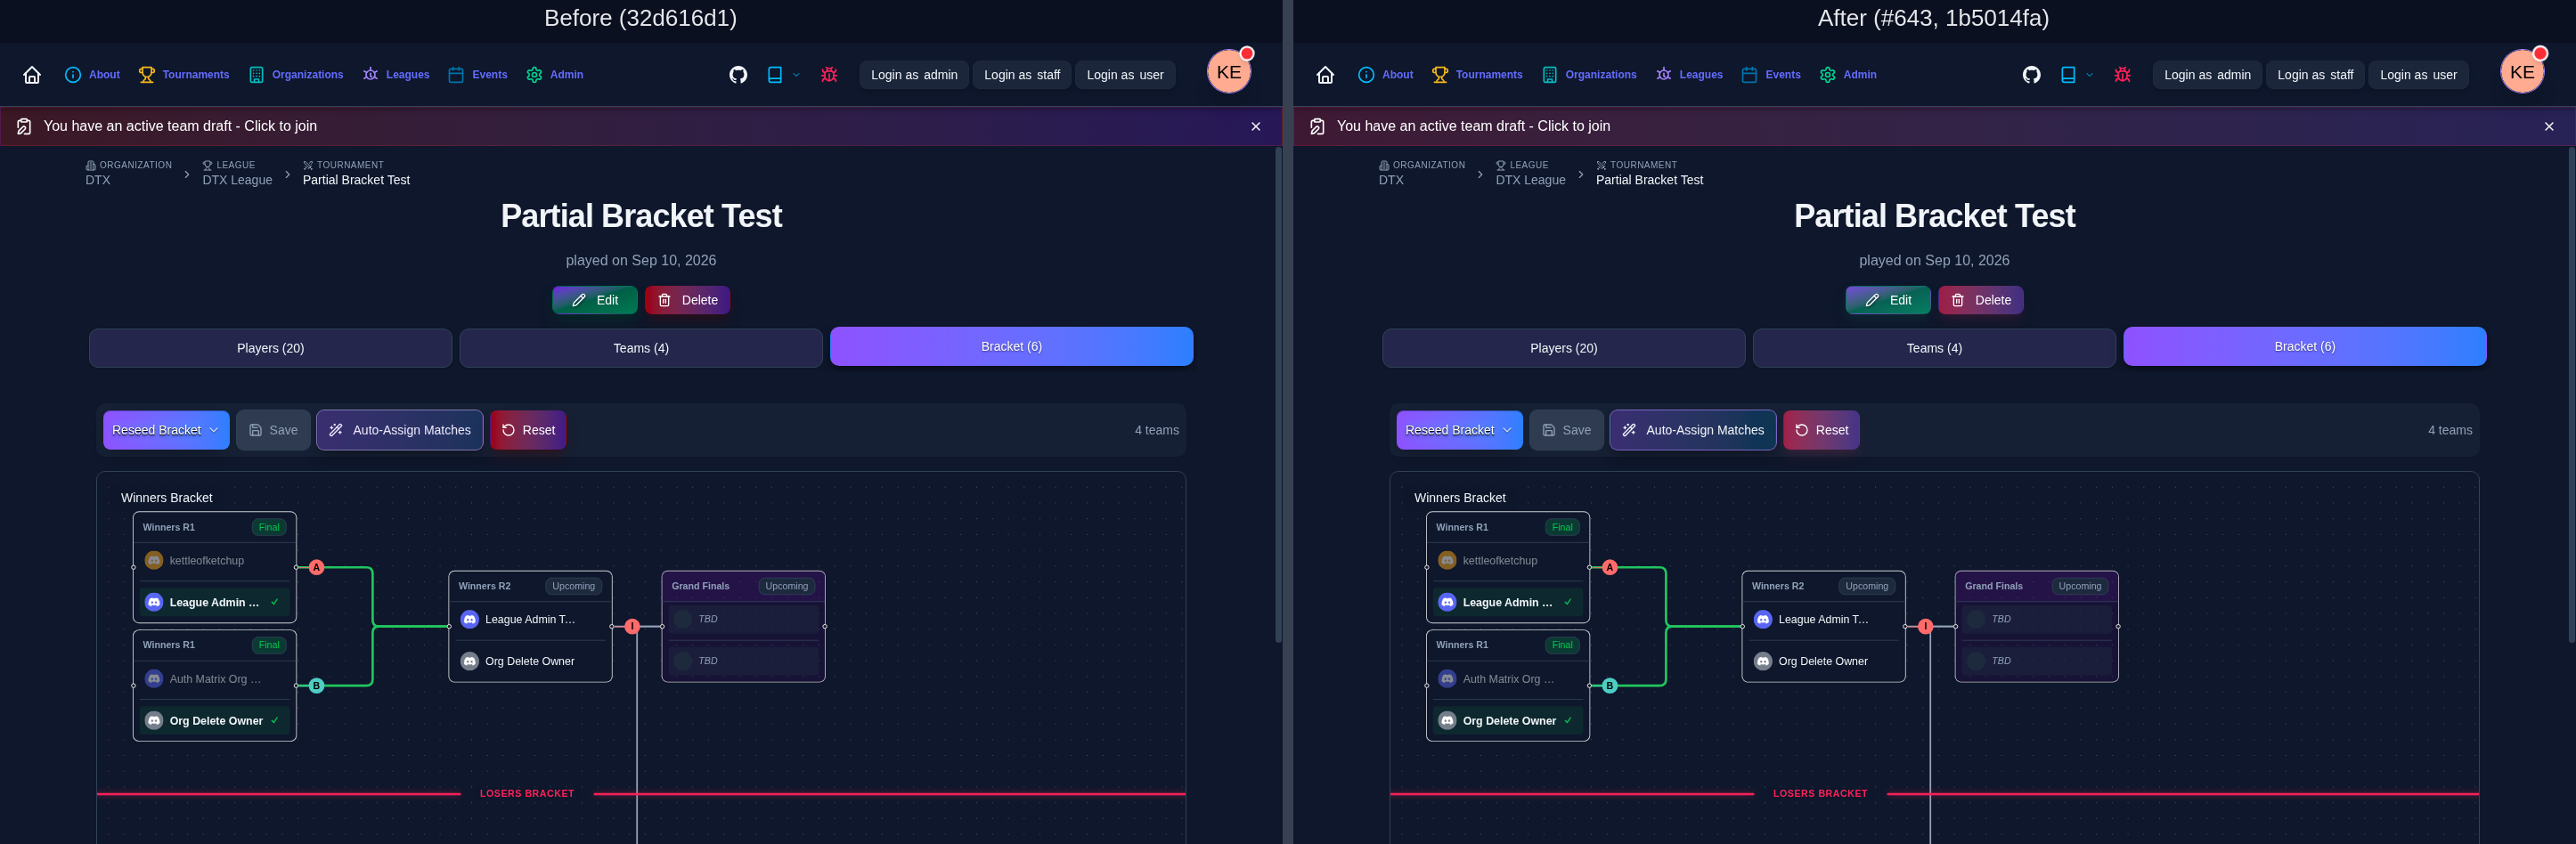 Before (32d616d1)
About Tournaments Organizations Leagues Events Admin Login as admin Login as staff Login as user KE
You have an active team draft - Click to join
ORGANIZATION LEAGUE TOURNAMENT
DTX DTX League Partial Bracket Test
Partial Bracket Test
played on Sep 10, 2026
Edit Delete
Players (20) Teams (4) Bracket (6)
Reseed Bracket Save Auto-Assign Matches Reset 4 teams
Winners Bracket
Winners R1 Final
kettleofketchup
A
League Admin ...
Winners R1 Final
Auth Matrix Org ...
B
Org Delete Owner
Winners R2 Upcoming
League Admin T...
Org Delete Owner
I
Grand Finals Upcoming
TBD
TBD
LOSERS BRACKET
After (#643, 1b5014fa)
About Tournaments Organizations Leagues Events Admin Login as admin Login as staff Login as user KE
You have an active team draft - Click to join
ORGANIZATION LEAGUE TOURNAMENT
DTX DTX League Partial Bracket Test
Partial Bracket Test
played on Sep 10, 2026
Edit Delete
Players (20) Teams (4) Bracket (6)
Reseed Bracket Save Auto-Assign Matches Reset 4 teams
Winners Bracket
Winners R1 Final
kettleofketchup
A
League Admin ...
Winners R1 Final
Auth Matrix Org ...
B
Org Delete Owner
Winners R2 Upcoming
League Admin T...
Org Delete Owner
I
Grand Finals Upcoming
TBD
TBD
LOSERS BRACKET